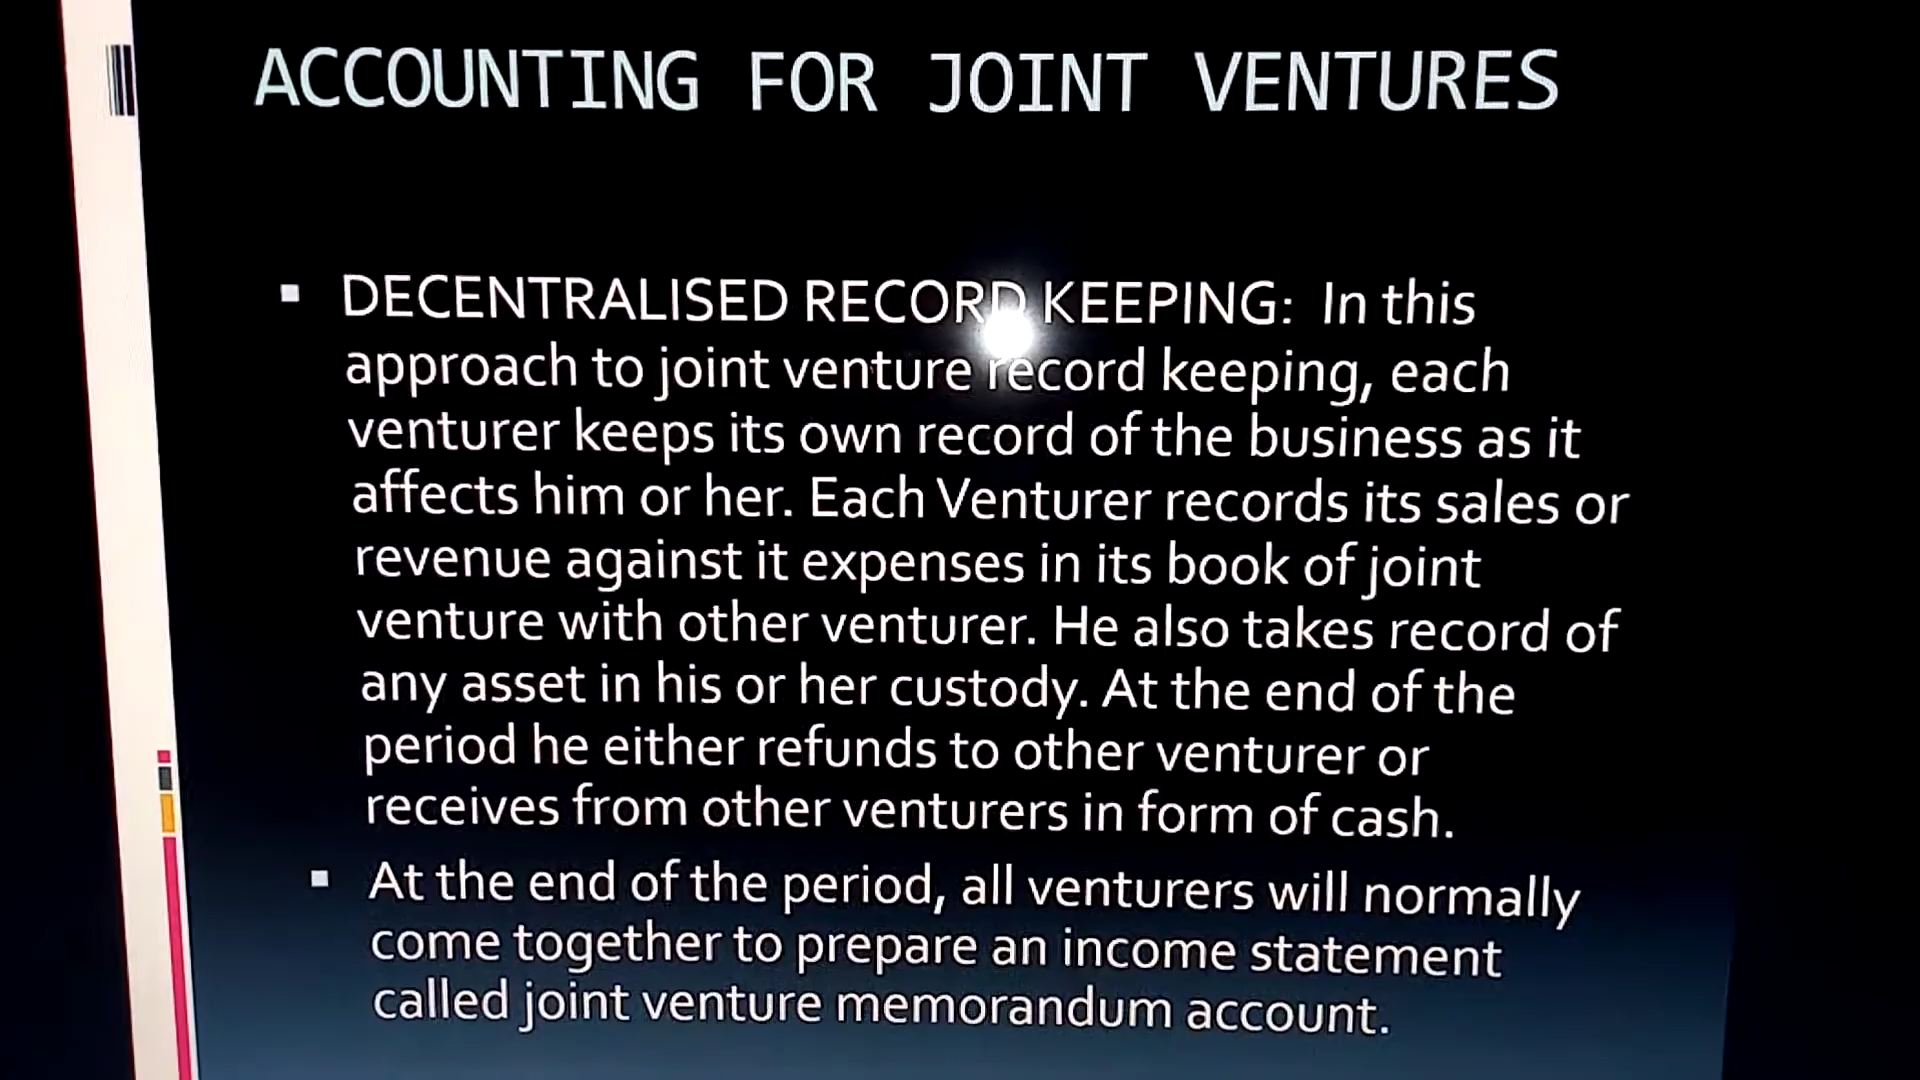 ACCOUNTING FOR JOINT VENTURES
▪ DECENTRALISED RECORD KEEPING: In this
approach to joint venture record keeping, each
venturer keeps its own record of the business as it
affects him or her. Each Venturer records its sales or
revenue against it expenses in its book of joint
venture with other venturer. He also takes record of
any asset in his or her custody. At the end of the
period he either refunds to other venturer or
receives from other venturers in form of cash.
▪ At the end of the period, all venturers will normally
come together to prepare an income statement
called joint venture memorandum account.